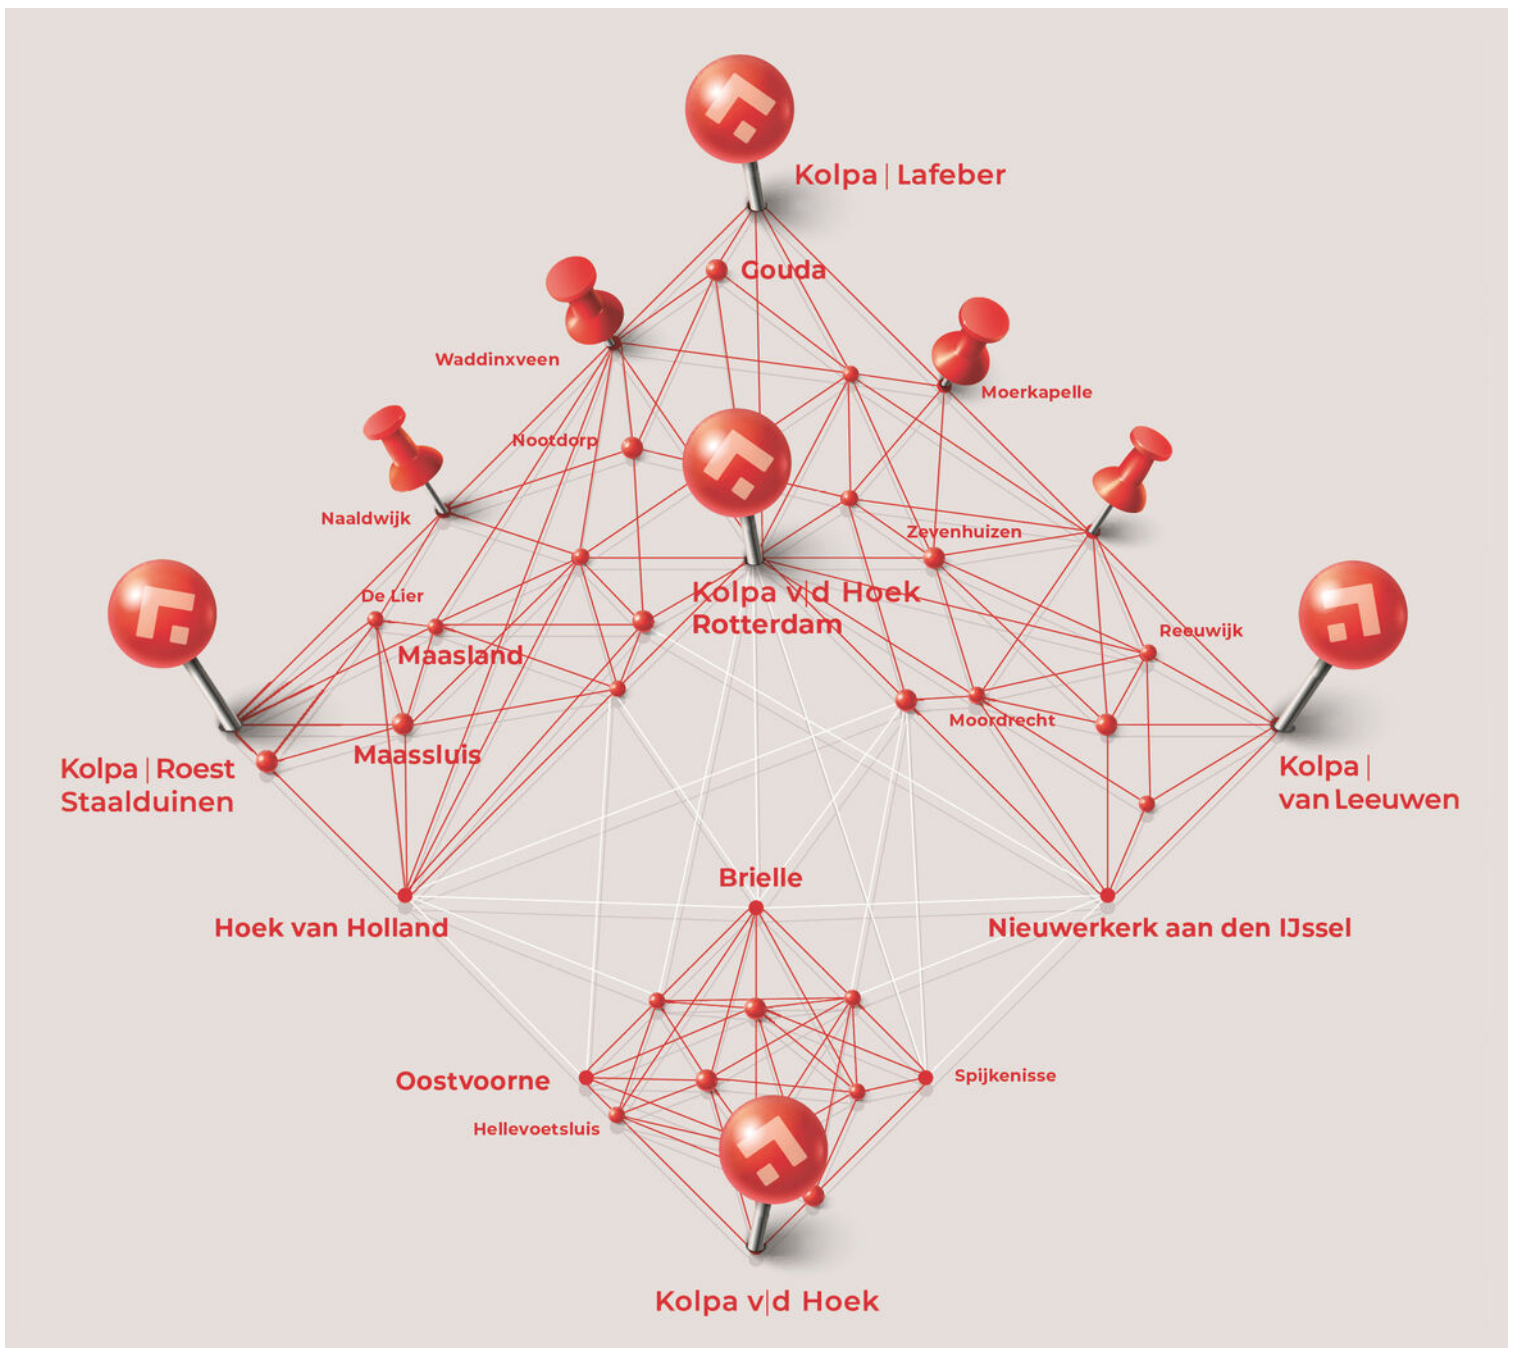 Kolpa | Lafeber
Gouda
Waddinxveen
Moerkapelle
Nootdorp
Naaldwijk
Zevenhuizen
De Lier
Kolpa v|d Hoek
Rotterdam
Reeuwijk
Maasland
Moordrecht
Maassluis
Kolpa | Roest
Staalduinen
Kolpa |
van Leeuwen
Brielle
Hoek van Holland
Nieuwerkerk aan den IJssel
Oostvoorne
Spijkenisse
Hellevoetsluis
Kolpa v|d Hoek